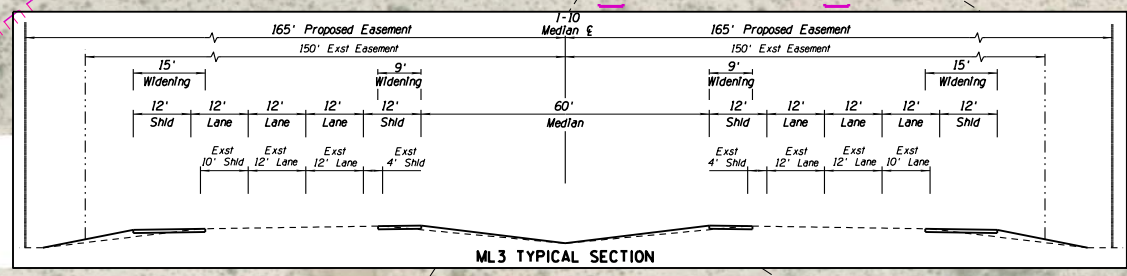 I-10
165' Proposed Easement Median ℄ 165' Proposed Easement
150' Exst Easement 150' Exst Easement
15' 9' 9' 15'
Widening Widening Widening Widening
12' 12' 12' 12' 12' 60' 12' 12' 12' 12' 12'
Shld Lane Lane Lane Shld Median Shld Lane Lane Lane Shld
Exst Exst Exst Exst Exst Exst Exst Exst
10' Shld 12' Lane 12' Lane 4' Shld 4' Shld 12' Lane 12' Lane 10' Lane
ML3 TYPICAL SECTION